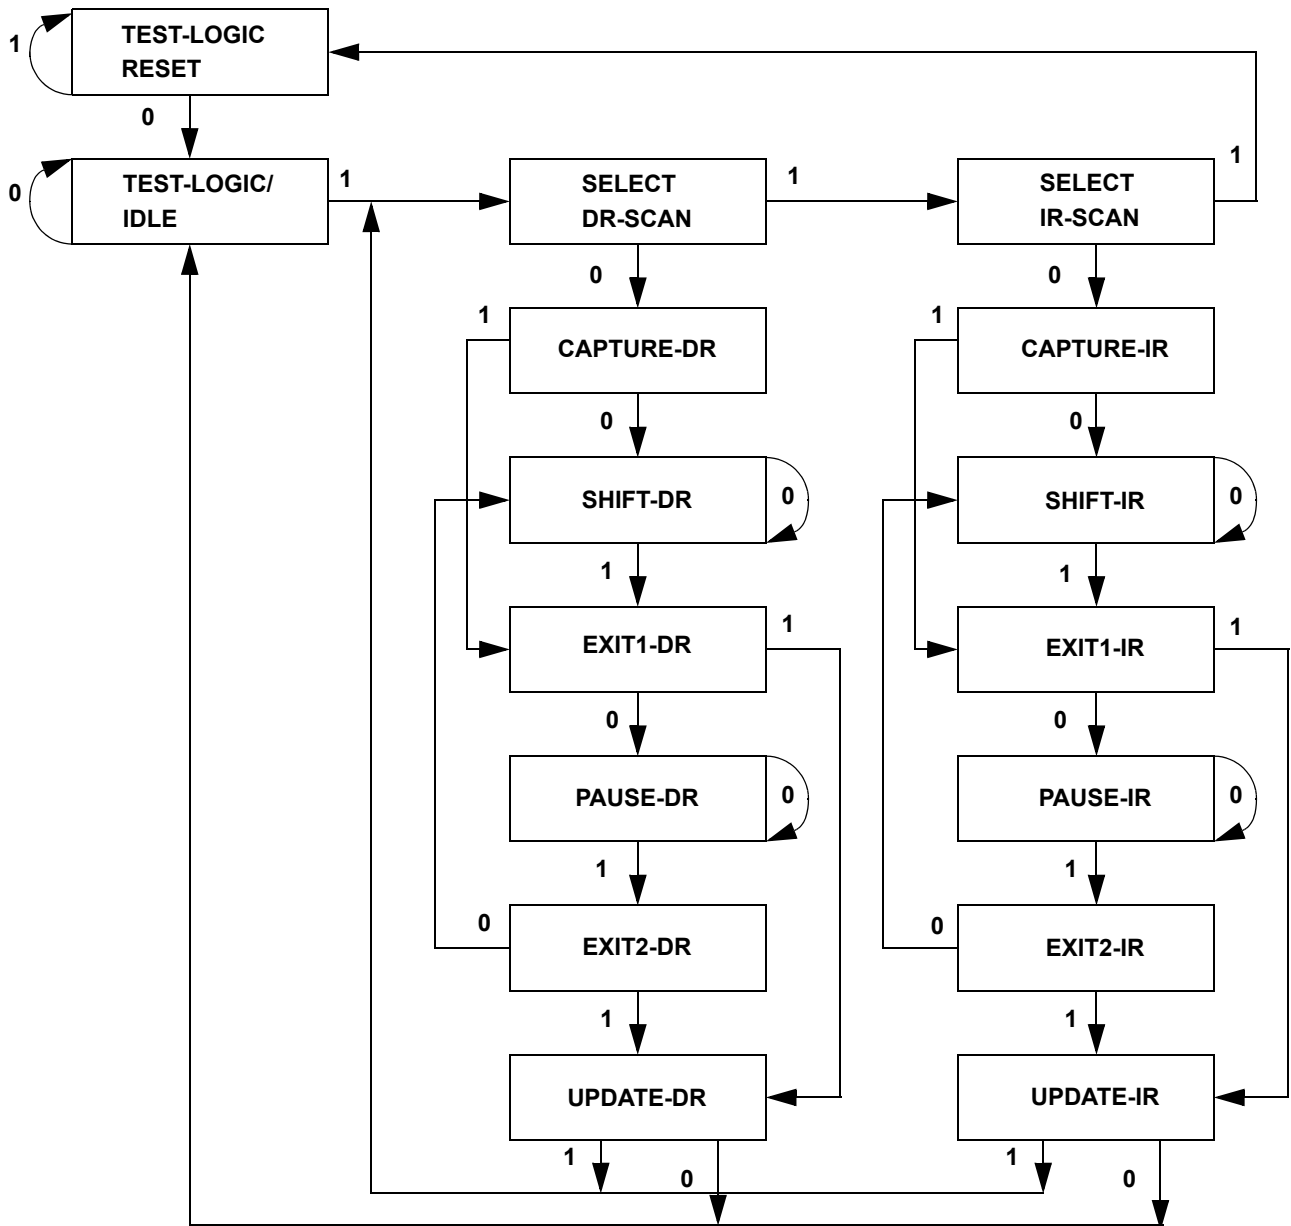 TEST-LOGIC
RESET
1
0
TEST-LOGIC/
IDLE
0
1
SELECT
DR-SCAN
1
SELECT
IR-SCAN
1
0
0
1
CAPTURE-DR
1
CAPTURE-IR
0
0
SHIFT-DR
0
SHIFT-IR
0
1
1
EXIT1-DR
1
EXIT1-IR
1
0
0
PAUSE-DR
0
PAUSE-IR
0
1
1
0
EXIT2-DR
0
EXIT2-IR
1
1
UPDATE-DR
UPDATE-IR
1
0
1
0